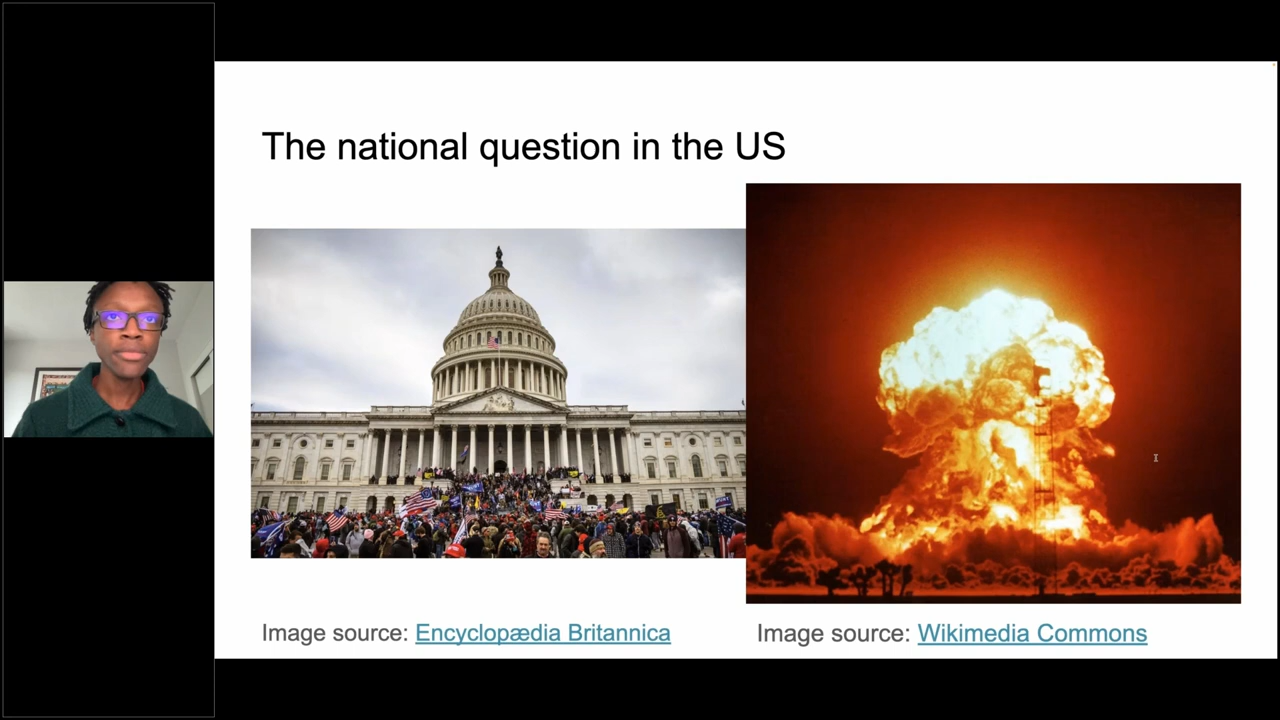 The national question in the US
Image source: Encyclopædia Britannica
Image source: Wikimedia Commons